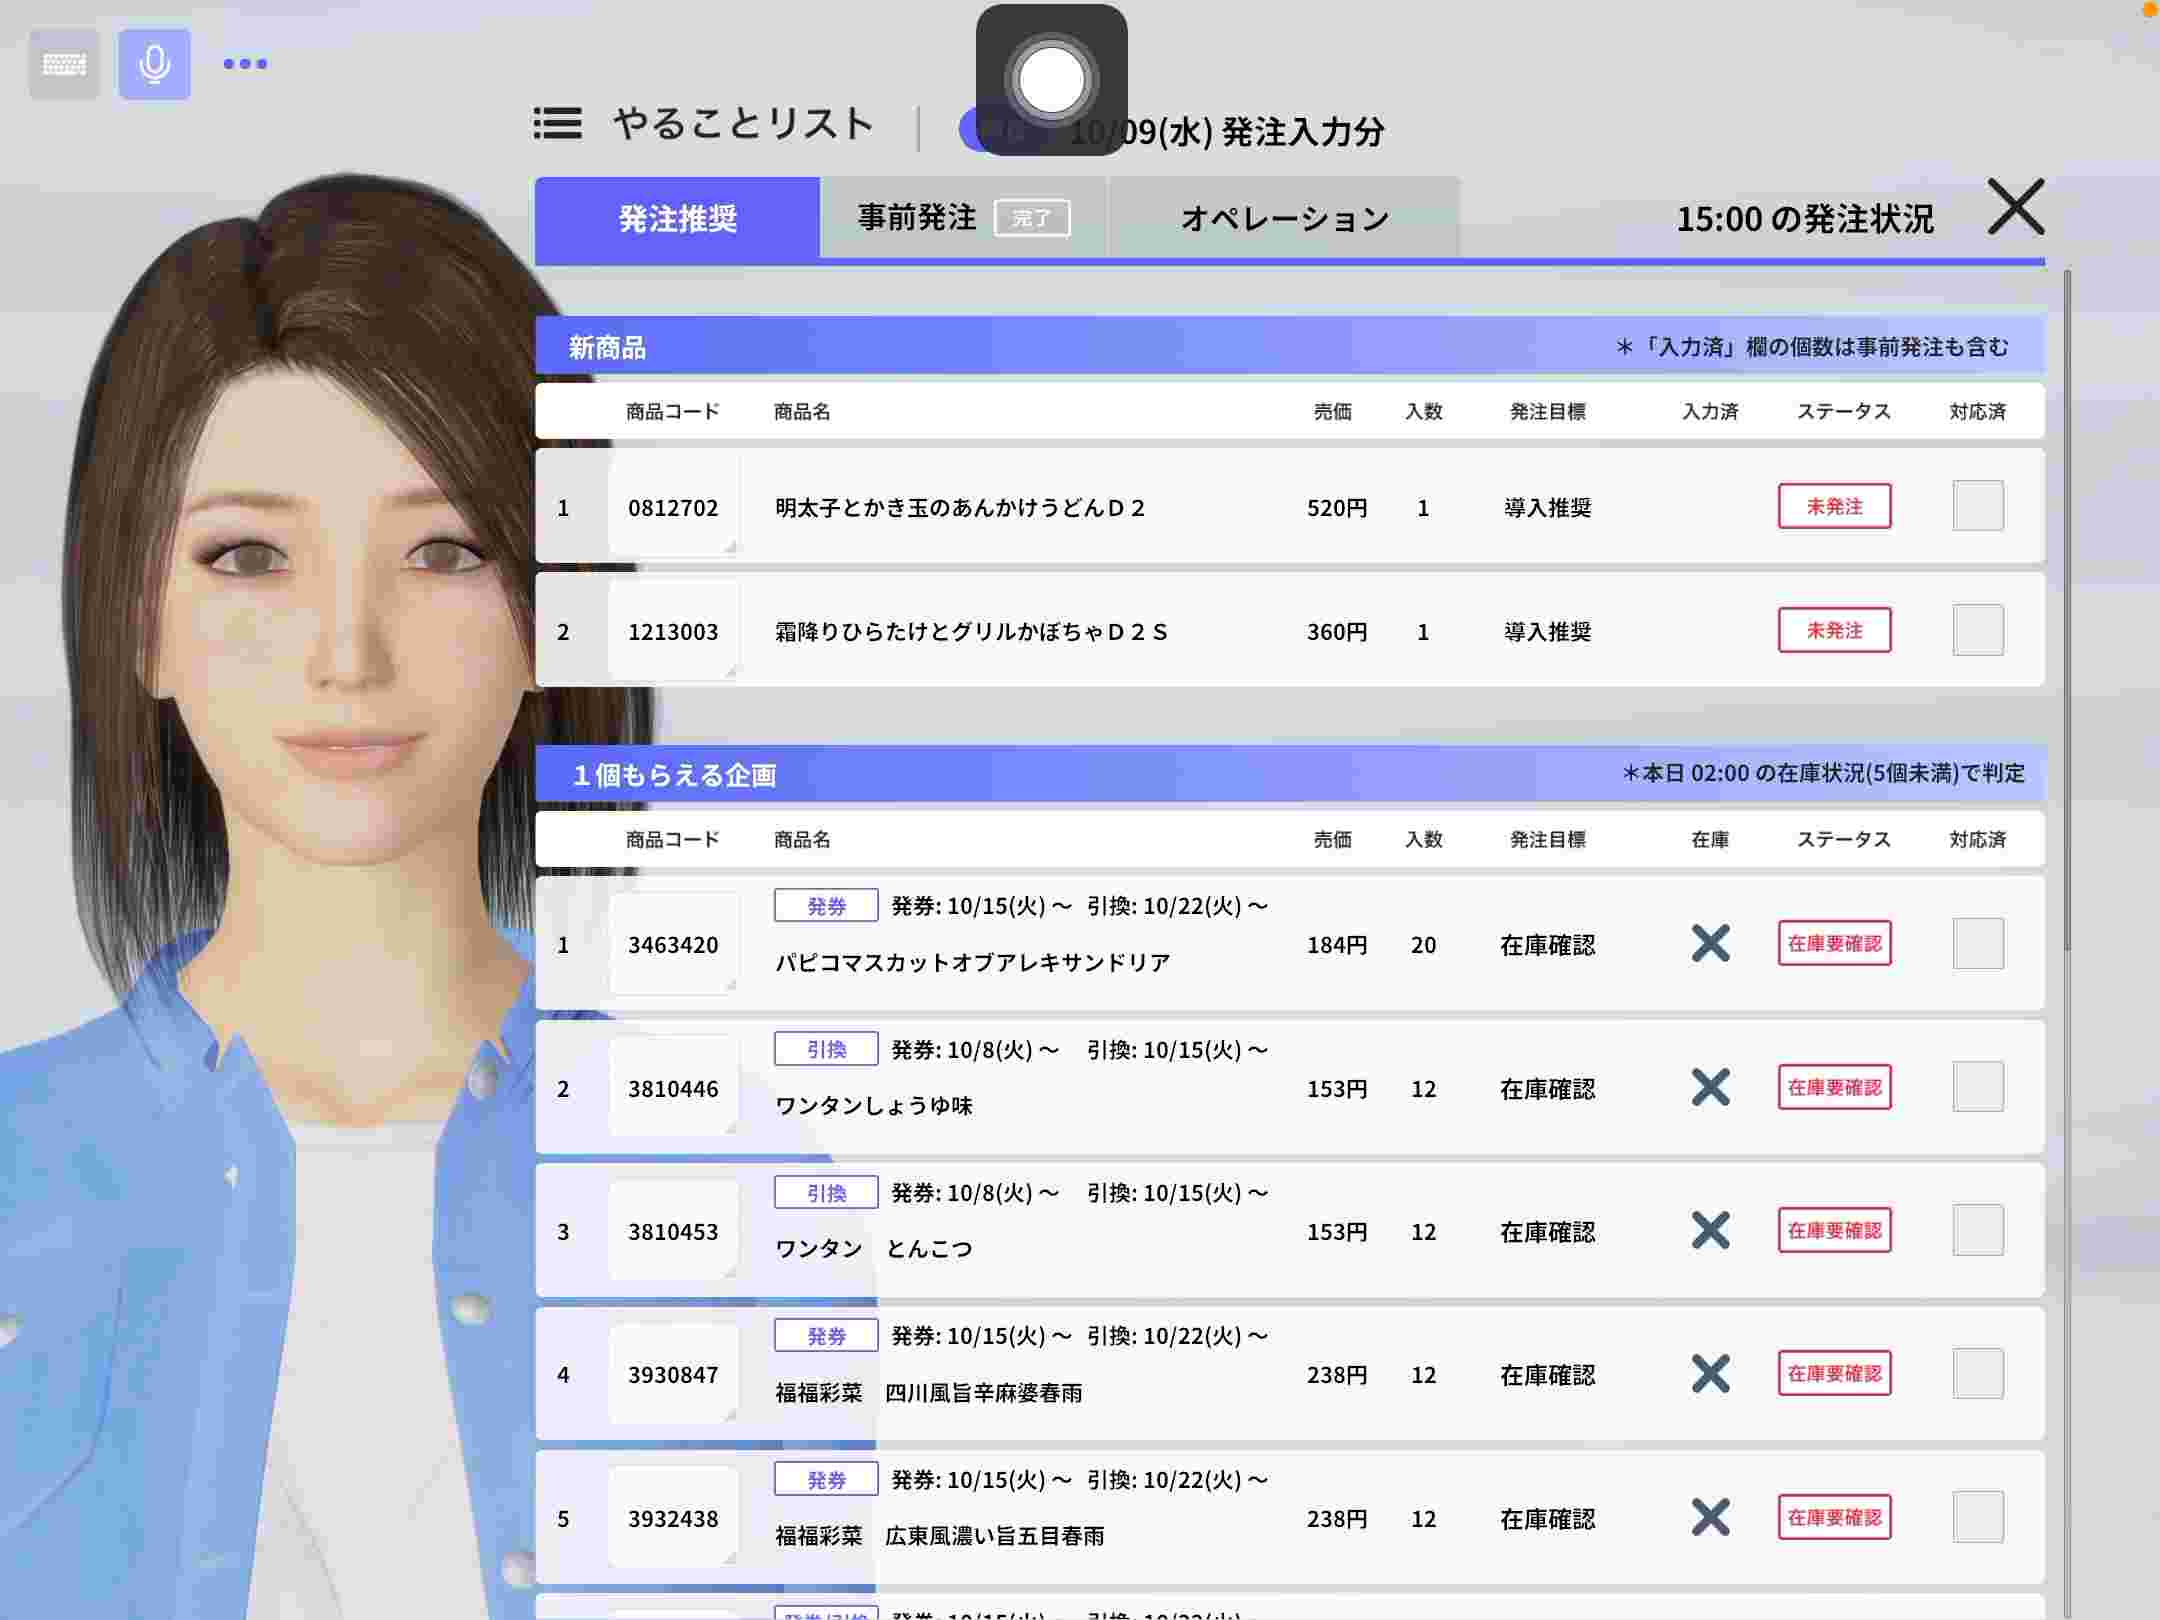 やることリスト
10/09(水) 発注入力分
発注推奨
事前発注 完了
オペレーション
15:00 の発注状況
新商品
＊「入力済」欄の個数は事前発注も含む
商品コード 商品名 売価 入数 発注目標 入力済 ステータス 対応済
1 0812702 明太子とかき玉のあんかけうどんＤ２ 520円 1 導入推奨 未発注
2 1213003 霜降りひらたけとグリルかぼちゃＤ２Ｓ 360円 1 導入推奨 未発注
１個もらえる企画
＊本日 02:00 の在庫状況(5個未満)で判定
商品コード 商品名 売価 入数 発注目標 在庫 ステータス 対応済
発券 発券: 10/15(火)～ 引換: 10/22(火)～
1 3463420 パピコマスカットオブアレキサンドリア 184円 20 在庫確認 ✕ 在庫要確認
引換 発券: 10/8(火)～ 引換: 10/15(火)～
2 3810446 ワンタンしょうゆ味 153円 12 在庫確認 ✕ 在庫要確認
引換 発券: 10/8(火)～ 引換: 10/15(火)～
3 3810453 ワンタン　とんこつ 153円 12 在庫確認 ✕ 在庫要確認
発券 発券: 10/15(火)～ 引換: 10/22(火)～
4 3930847 福福彩菜　四川風旨辛麻婆春雨 238円 12 在庫確認 ✕ 在庫要確認
発券 発券: 10/15(火)～ 引換: 10/22(火)～
5 3932438 福福彩菜　広東風濃い旨五目春雨 238円 12 在庫確認 ✕ 在庫要確認